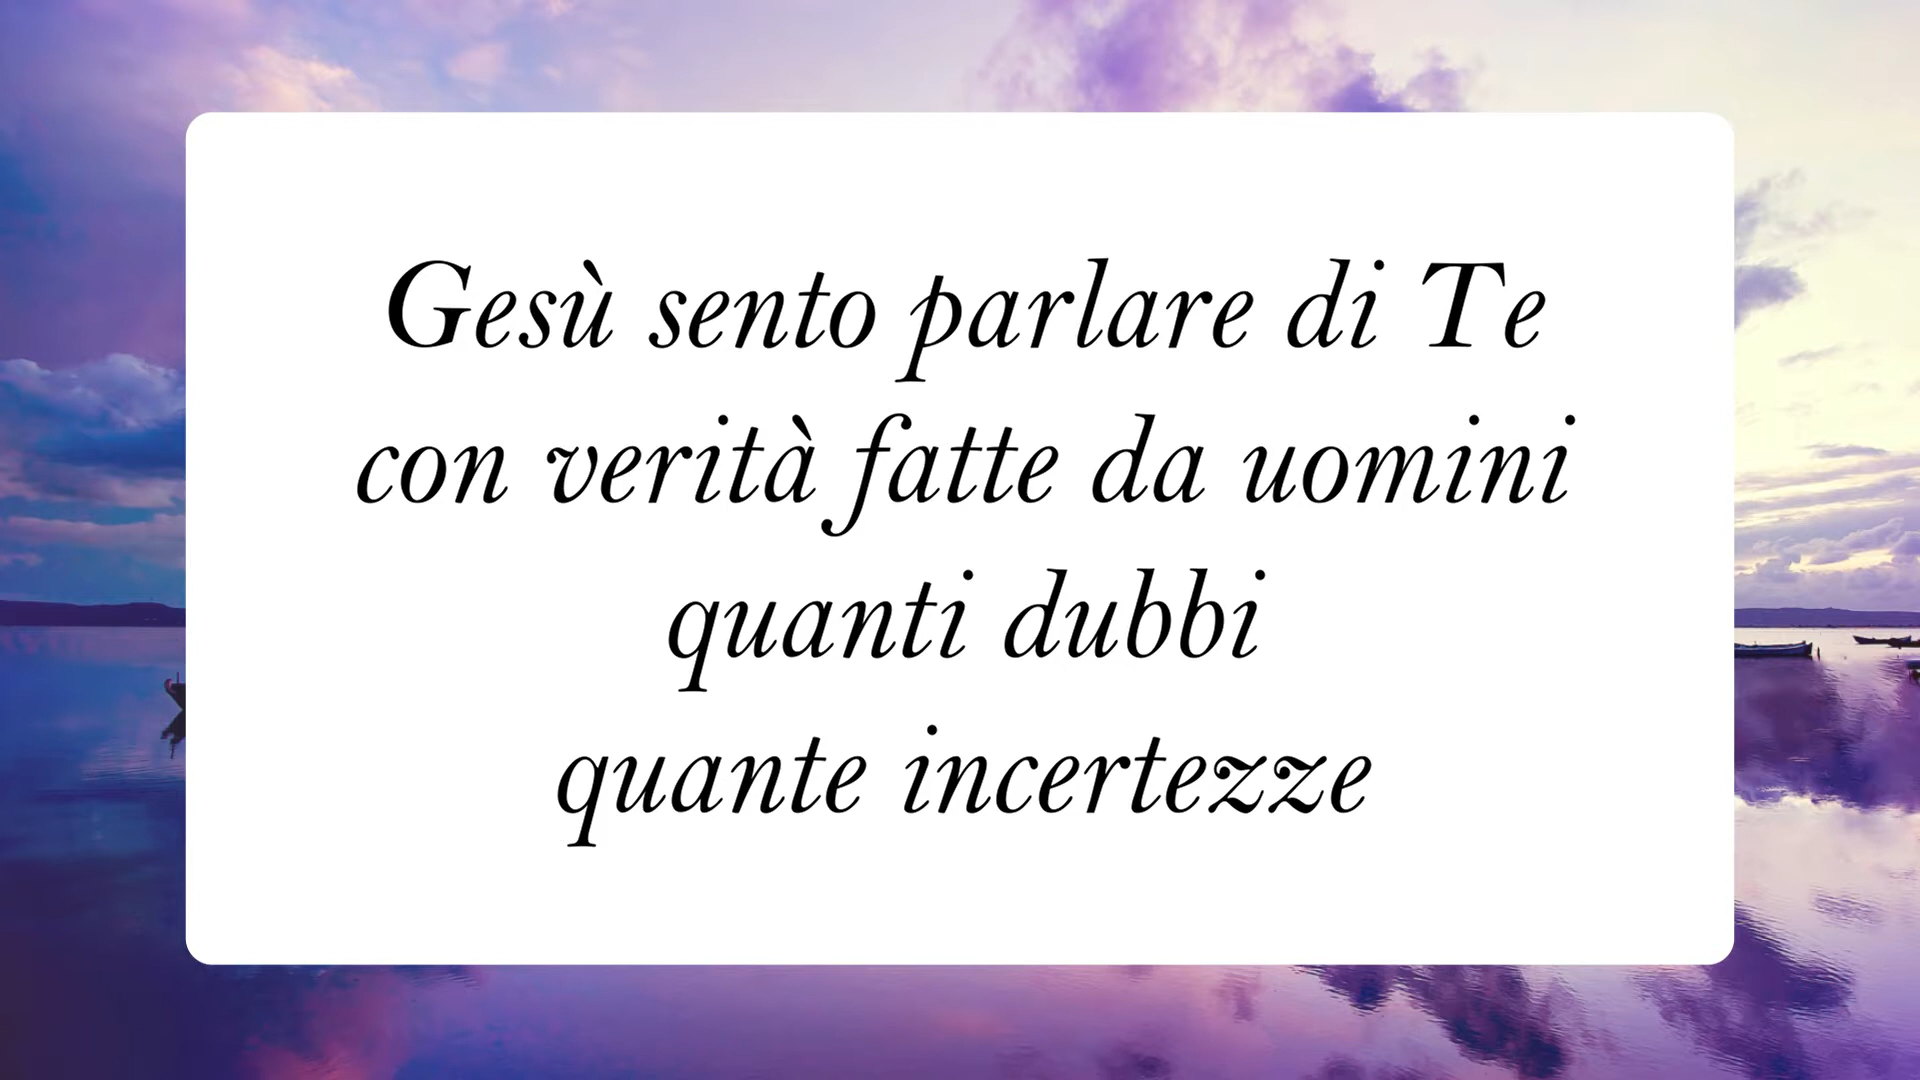 Gesù sento parlare di Te
con verità fatte da uomini
quanti dubbi
quante incertezze